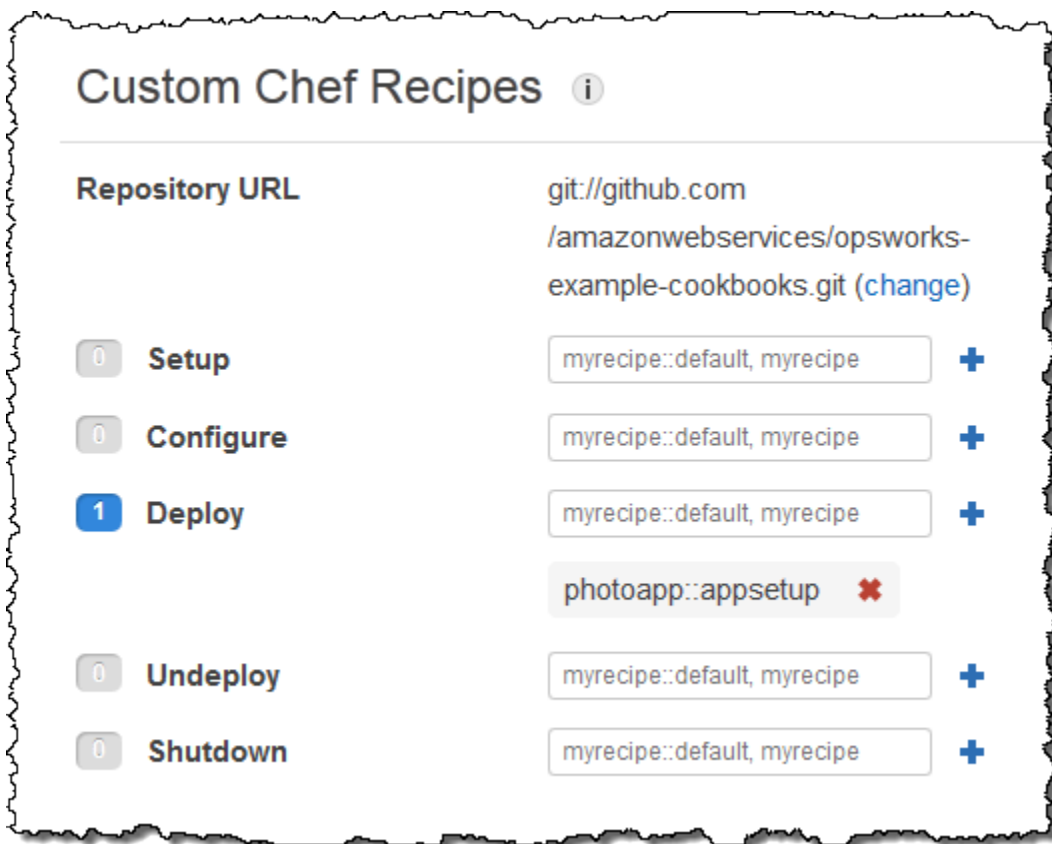 Custom Chef Recipes i
Repository URL git://github.com
/amazonwebservices/opsworks-
example-cookbooks.git (change)
0 Setup myrecipe::default, myrecipe
0 Configure myrecipe::default, myrecipe
1 Deploy myrecipe::default, myrecipe
photoapp::appsetup
0 Undeploy myrecipe::default, myrecipe
0 Shutdown myrecipe::default, myrecipe